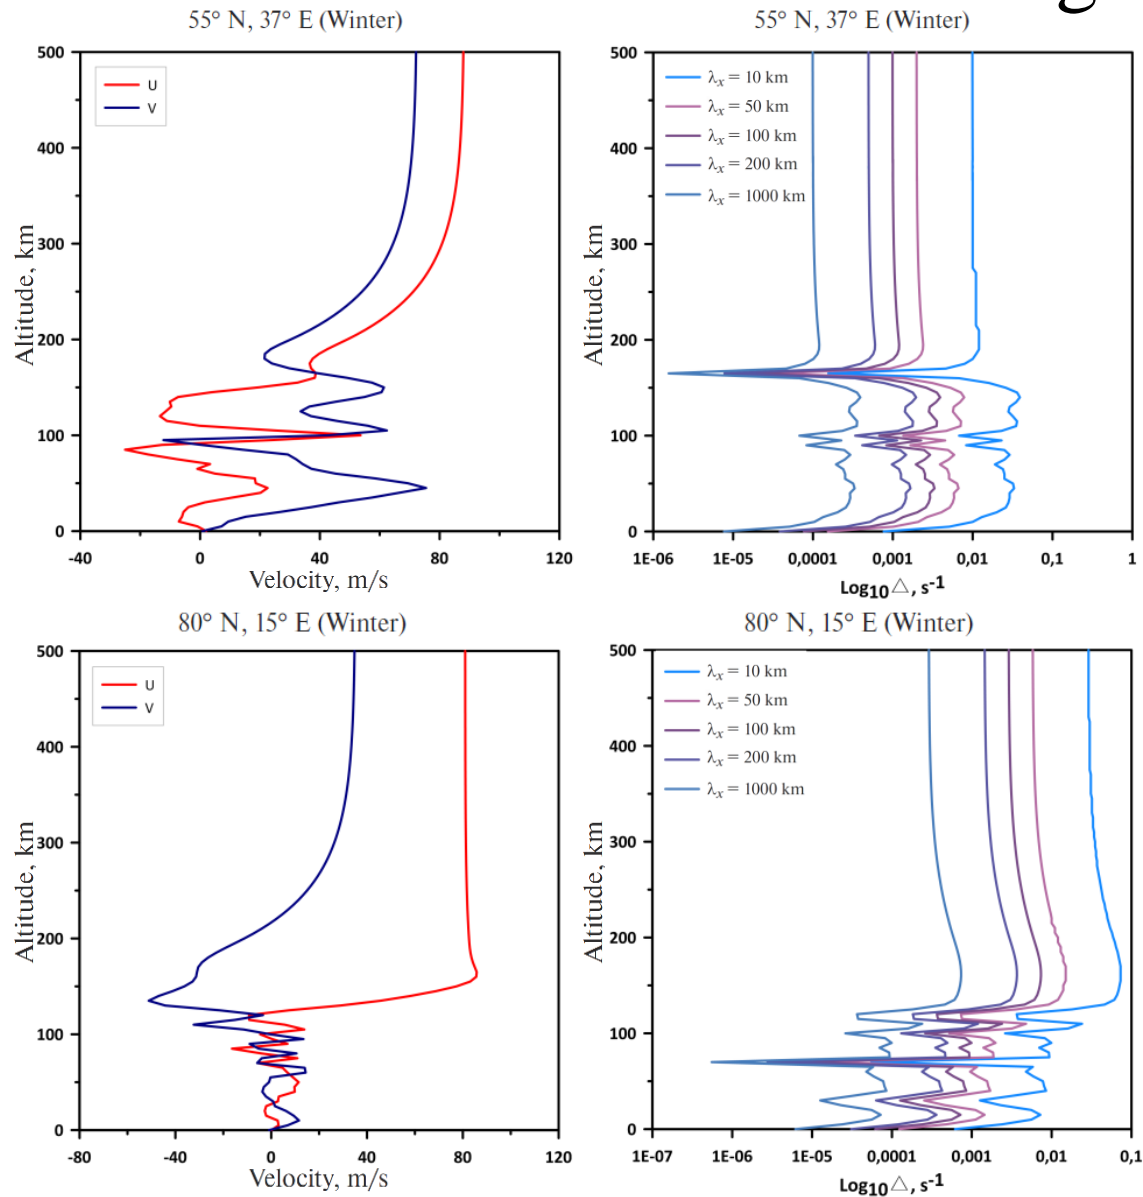 g
55° N, 37° E (Winter)
500
400
300
200
100
0
Altitude, km
U
V
-40 0 40 80 120
Velocity, m/s
55° N, 37° E (Winter)
500
400
300
200
100
0
Altitude, km
λx = 10 km
λx = 50 km
λx = 100 km
λx = 200 km
λx = 1000 km
1E-06 1E-05 0,0001 0,001 0,01 0,1 1
Log10 △, s-1
80° N, 15° E (Winter)
500
400
300
200
100
0
Altitude, km
U
V
-80 -40 0 40 80 120
Velocity, m/s
80° N, 15° E (Winter)
500
400
300
200
100
0
Altitude, km
λx = 10 km
λx = 50 km
λx = 100 km
λx = 200 km
λx = 1000 km
1E-07 1E-06 1E-05 0,0001 0,001 0,01 0,1
Log10 △, s-1